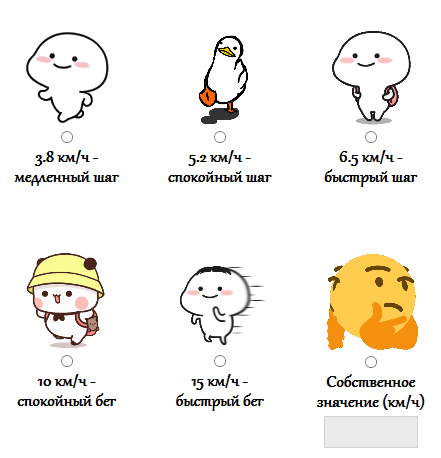 3.8 км/ч -
медленный шаг
5.2 км/ч -
спокойный шаг
6.5 км/ч -
быстрый шаг
10 км/ч -
спокойный бег
15 км/ч -
быстрый бег
Собственное
значение (км/ч)